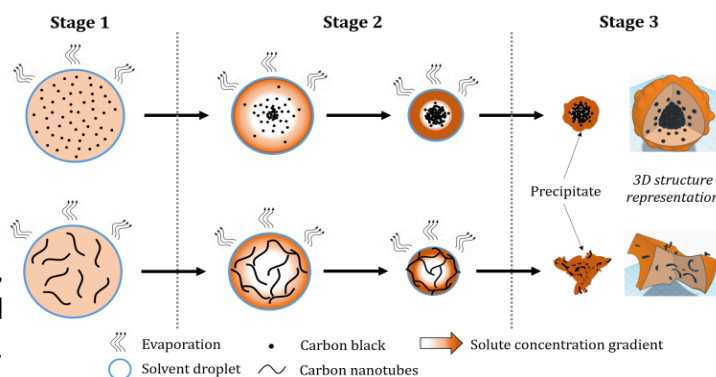 Stage 1
Stage 2
Stage 3
Precipitate
3D structure
representation
Evaporation
Carbon black
Solute concentration gradient
Solvent droplet
Carbon nanotubes